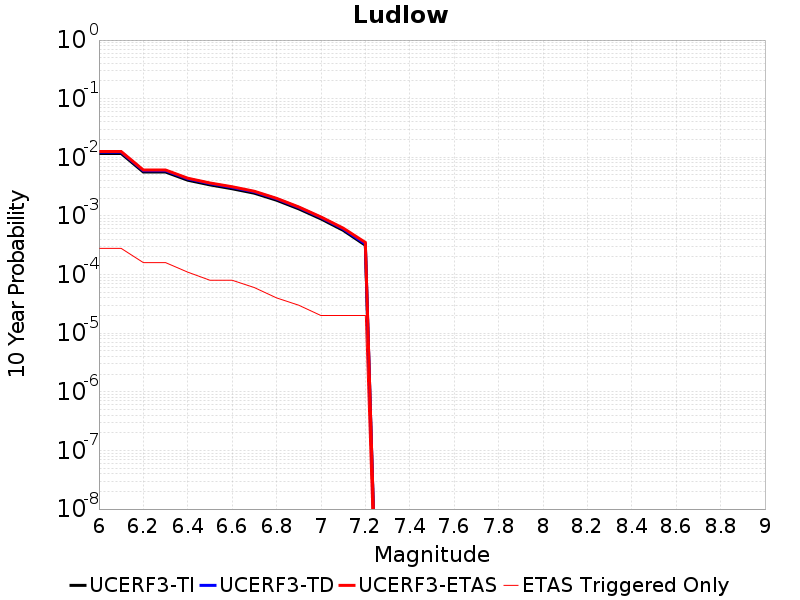 Ludlow
10^0
10^-1
10^-2
10^-3
10^-4
10^-5
10^-6
10^-7
10^-8
10 Year Probability
6 6.2 6.4 6.6 6.8 7 7.2 7.4 7.6 7.8 8 8.2 8.4 8.6 8.8 9
Magnitude
UCERF3-TI UCERF3-TD UCERF3-ETAS ETAS Triggered Only